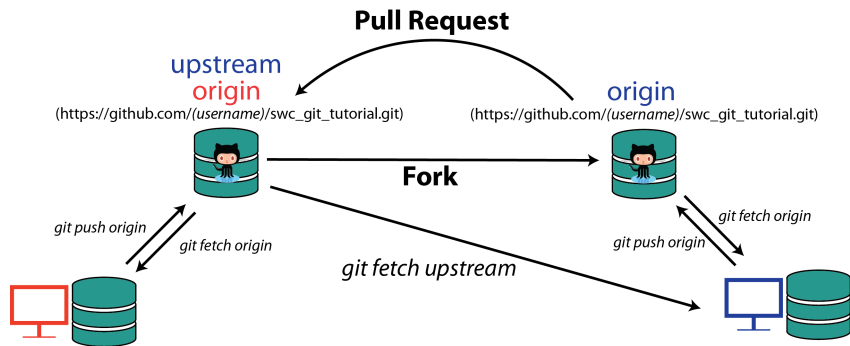 Pull Request
upstream
origin
(https://github.com/(username)/swc_git_tutorial.git)
origin
(https://github.com/(username)/swc_git_tutorial.git)
Fork
git push origin
git fetch origin
git fetch upstream
git fetch origin
git push origin